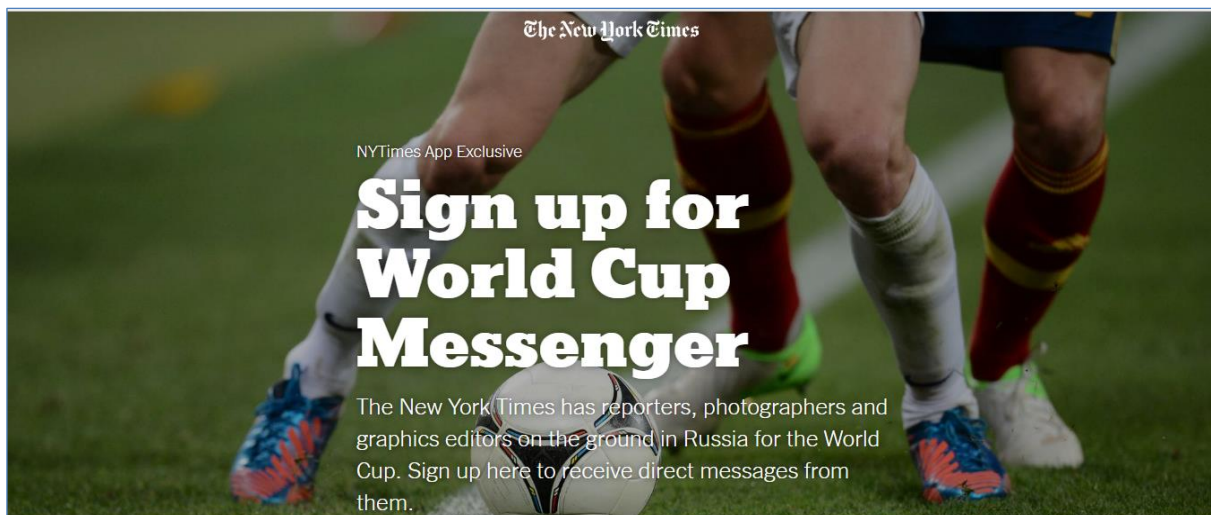 The New York Times
NYTimes App Exclusive
Sign up for
World Cup
Messenger
The New York Times has reporters, photographers and
graphics editors on the ground in Russia for the World
Cup. Sign up here to receive direct messages from
them.